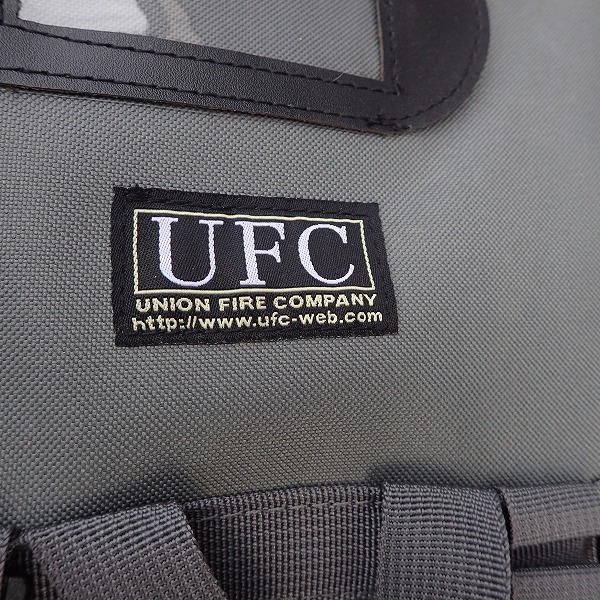 UFC
UNION FIRE COMPANY
http://www.ufc-web.com